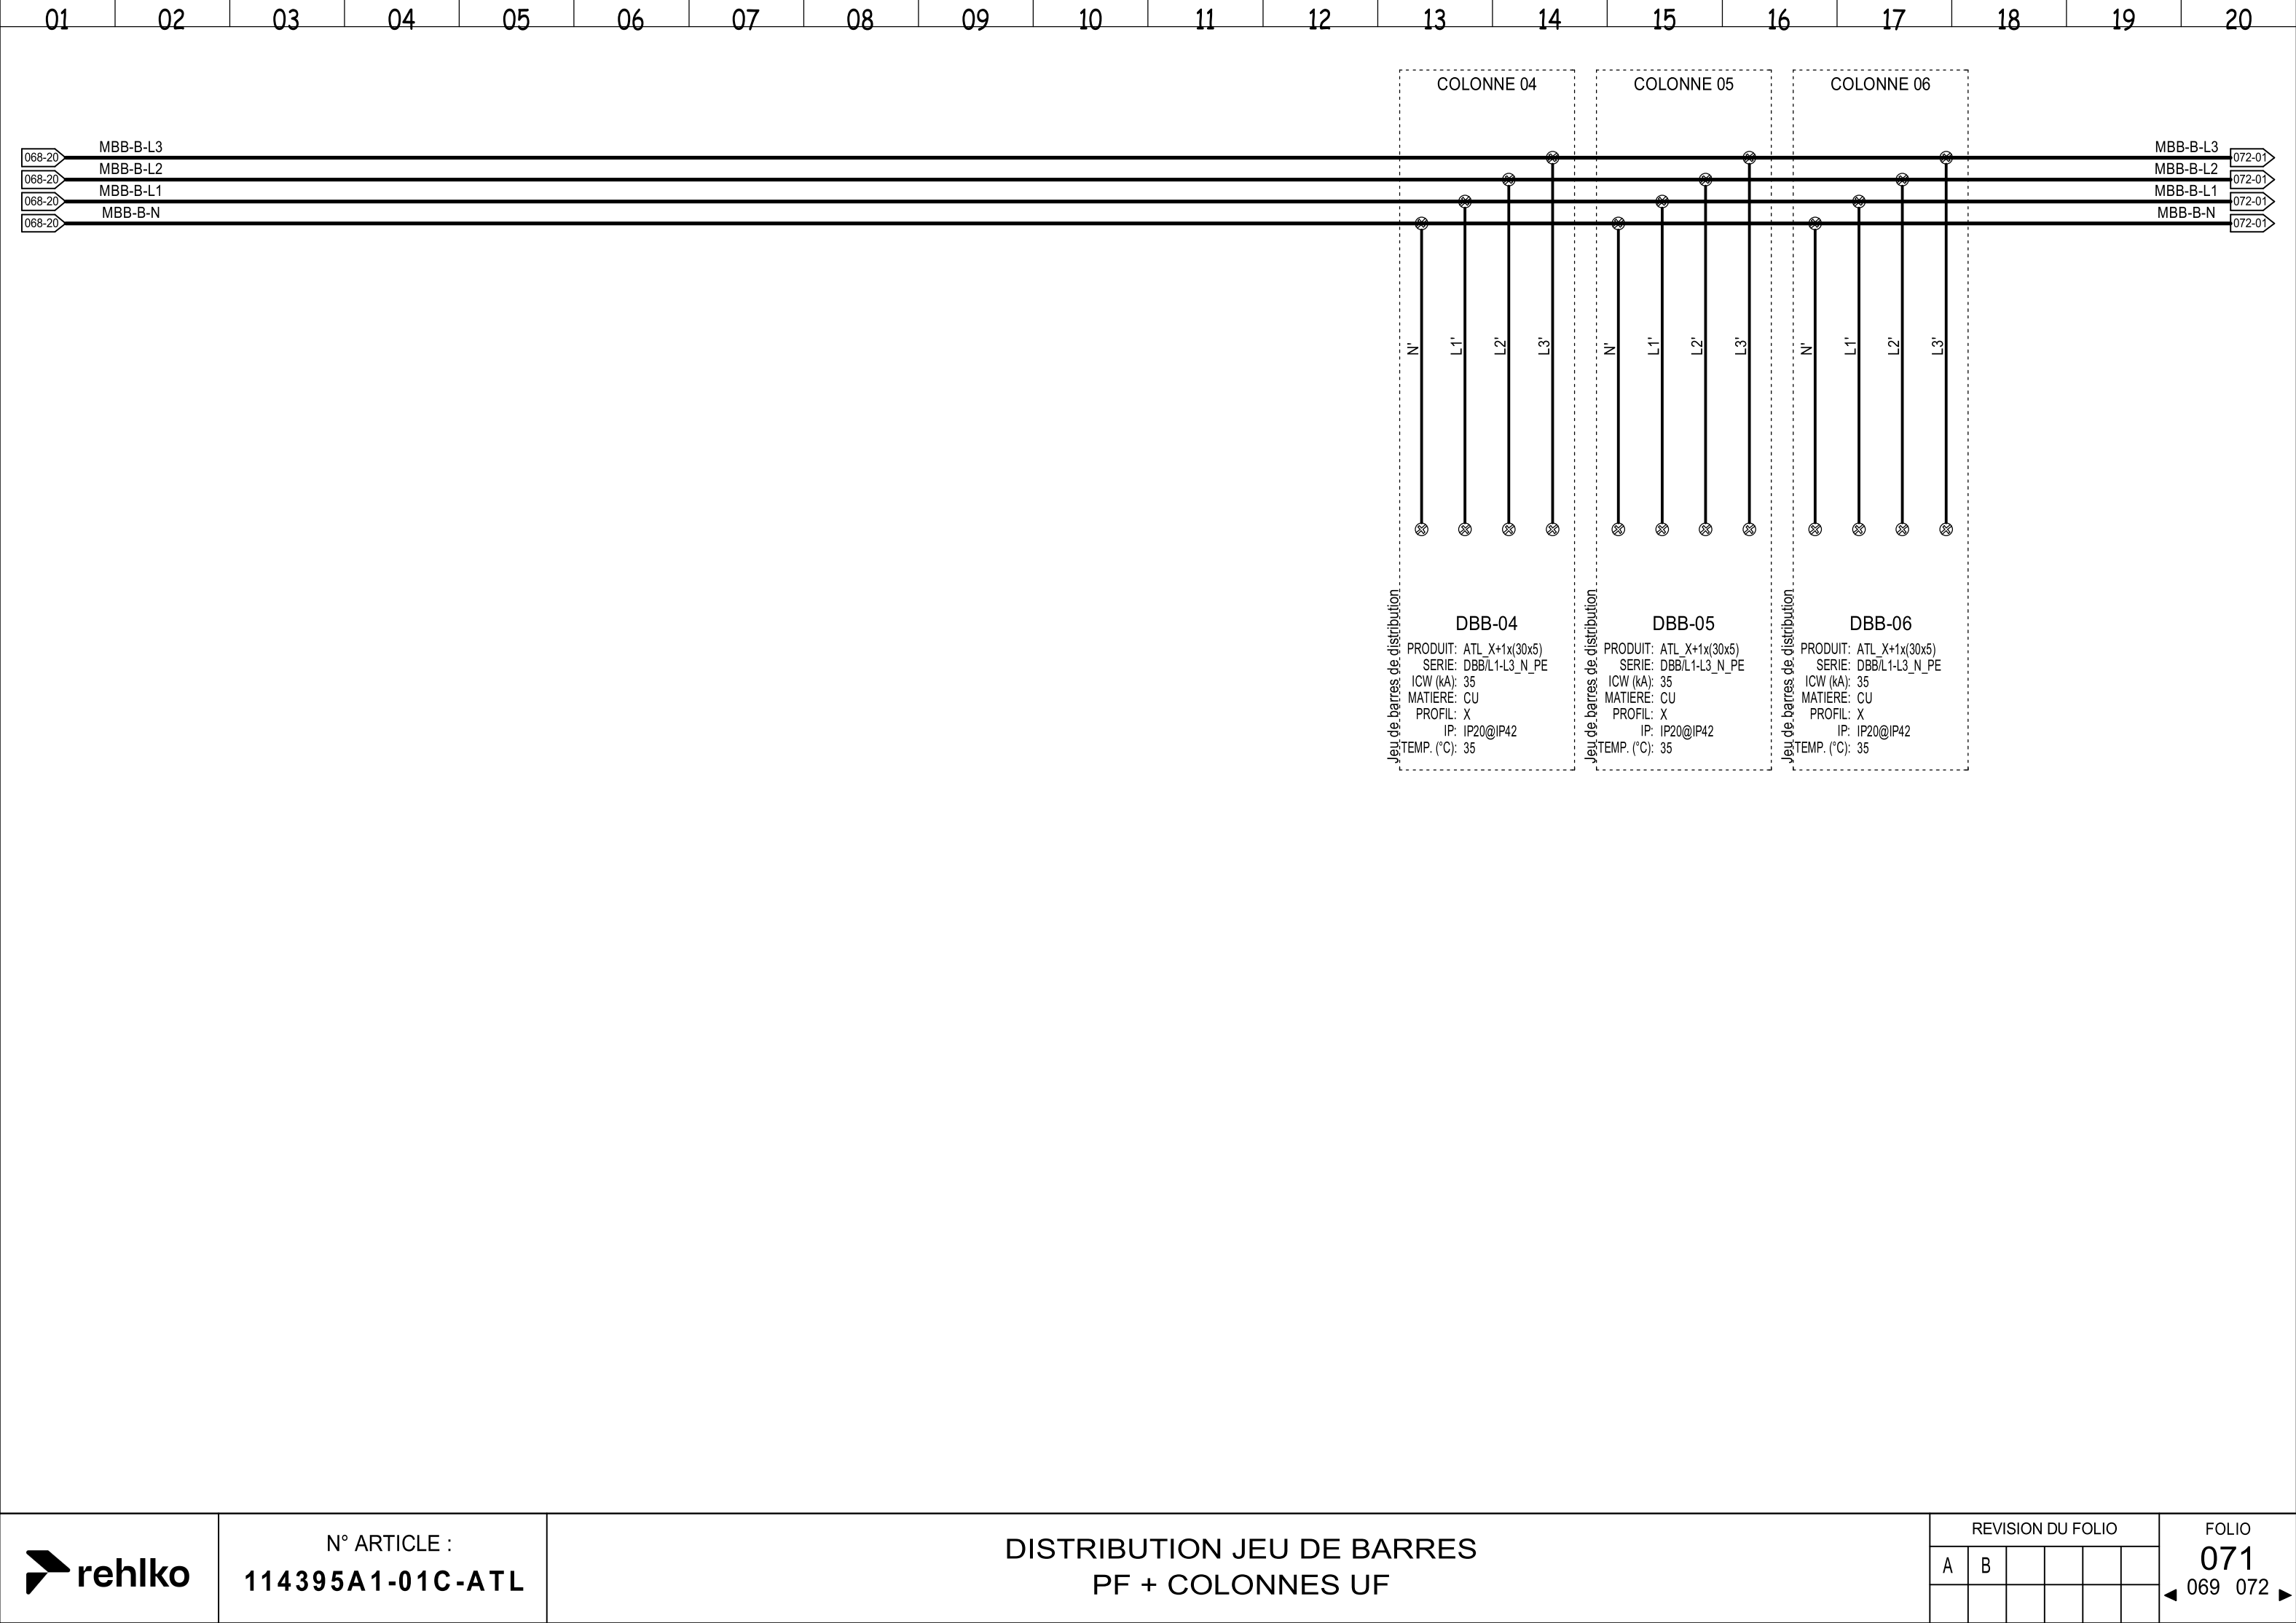 01 02 03 04 05 06 07 08 09 10 11 12 13 14 15 16 17 18 19 20
COLONNE 04 COLONNE 05 COLONNE 06
MBB-B-L3 MBB-B-L3
068-20 072-01
MBB-B-L2 MBB-B-L2
068-20 072-01
MBB-B-L1 MBB-B-L1
068-20 072-01
MBB-B-N MBB-B-N
068-20 072-01
N' L1' L2' L3' N' L1' L2' L3' N' L1' L2' L3'
Jeu de barres de distribution
DBB-04
PRODUIT: ATL_X+1x(30x5)
SERIE: DBB/L1-L3_N_PE
ICW (kA): 35
MATIERE: CU
PROFIL: X
IP: IP20@IP42
TEMP. (°C): 35
Jeu de barres de distribution
DBB-05
PRODUIT: ATL_X+1x(30x5)
SERIE: DBB/L1-L3_N_PE
ICW (kA): 35
MATIERE: CU
PROFIL: X
IP: IP20@IP42
TEMP. (°C): 35
Jeu de barres de distribution
DBB-06
PRODUIT: ATL_X+1x(30x5)
SERIE: DBB/L1-L3_N_PE
ICW (kA): 35
MATIERE: CU
PROFIL: X
IP: IP20@IP42
TEMP. (°C): 35
rehlko
N° ARTICLE :
114395A1-01C-ATL
DISTRIBUTION JEU DE BARRES
PF + COLONNES UF
REVISION DU FOLIO
A B
FOLIO
071
069 072